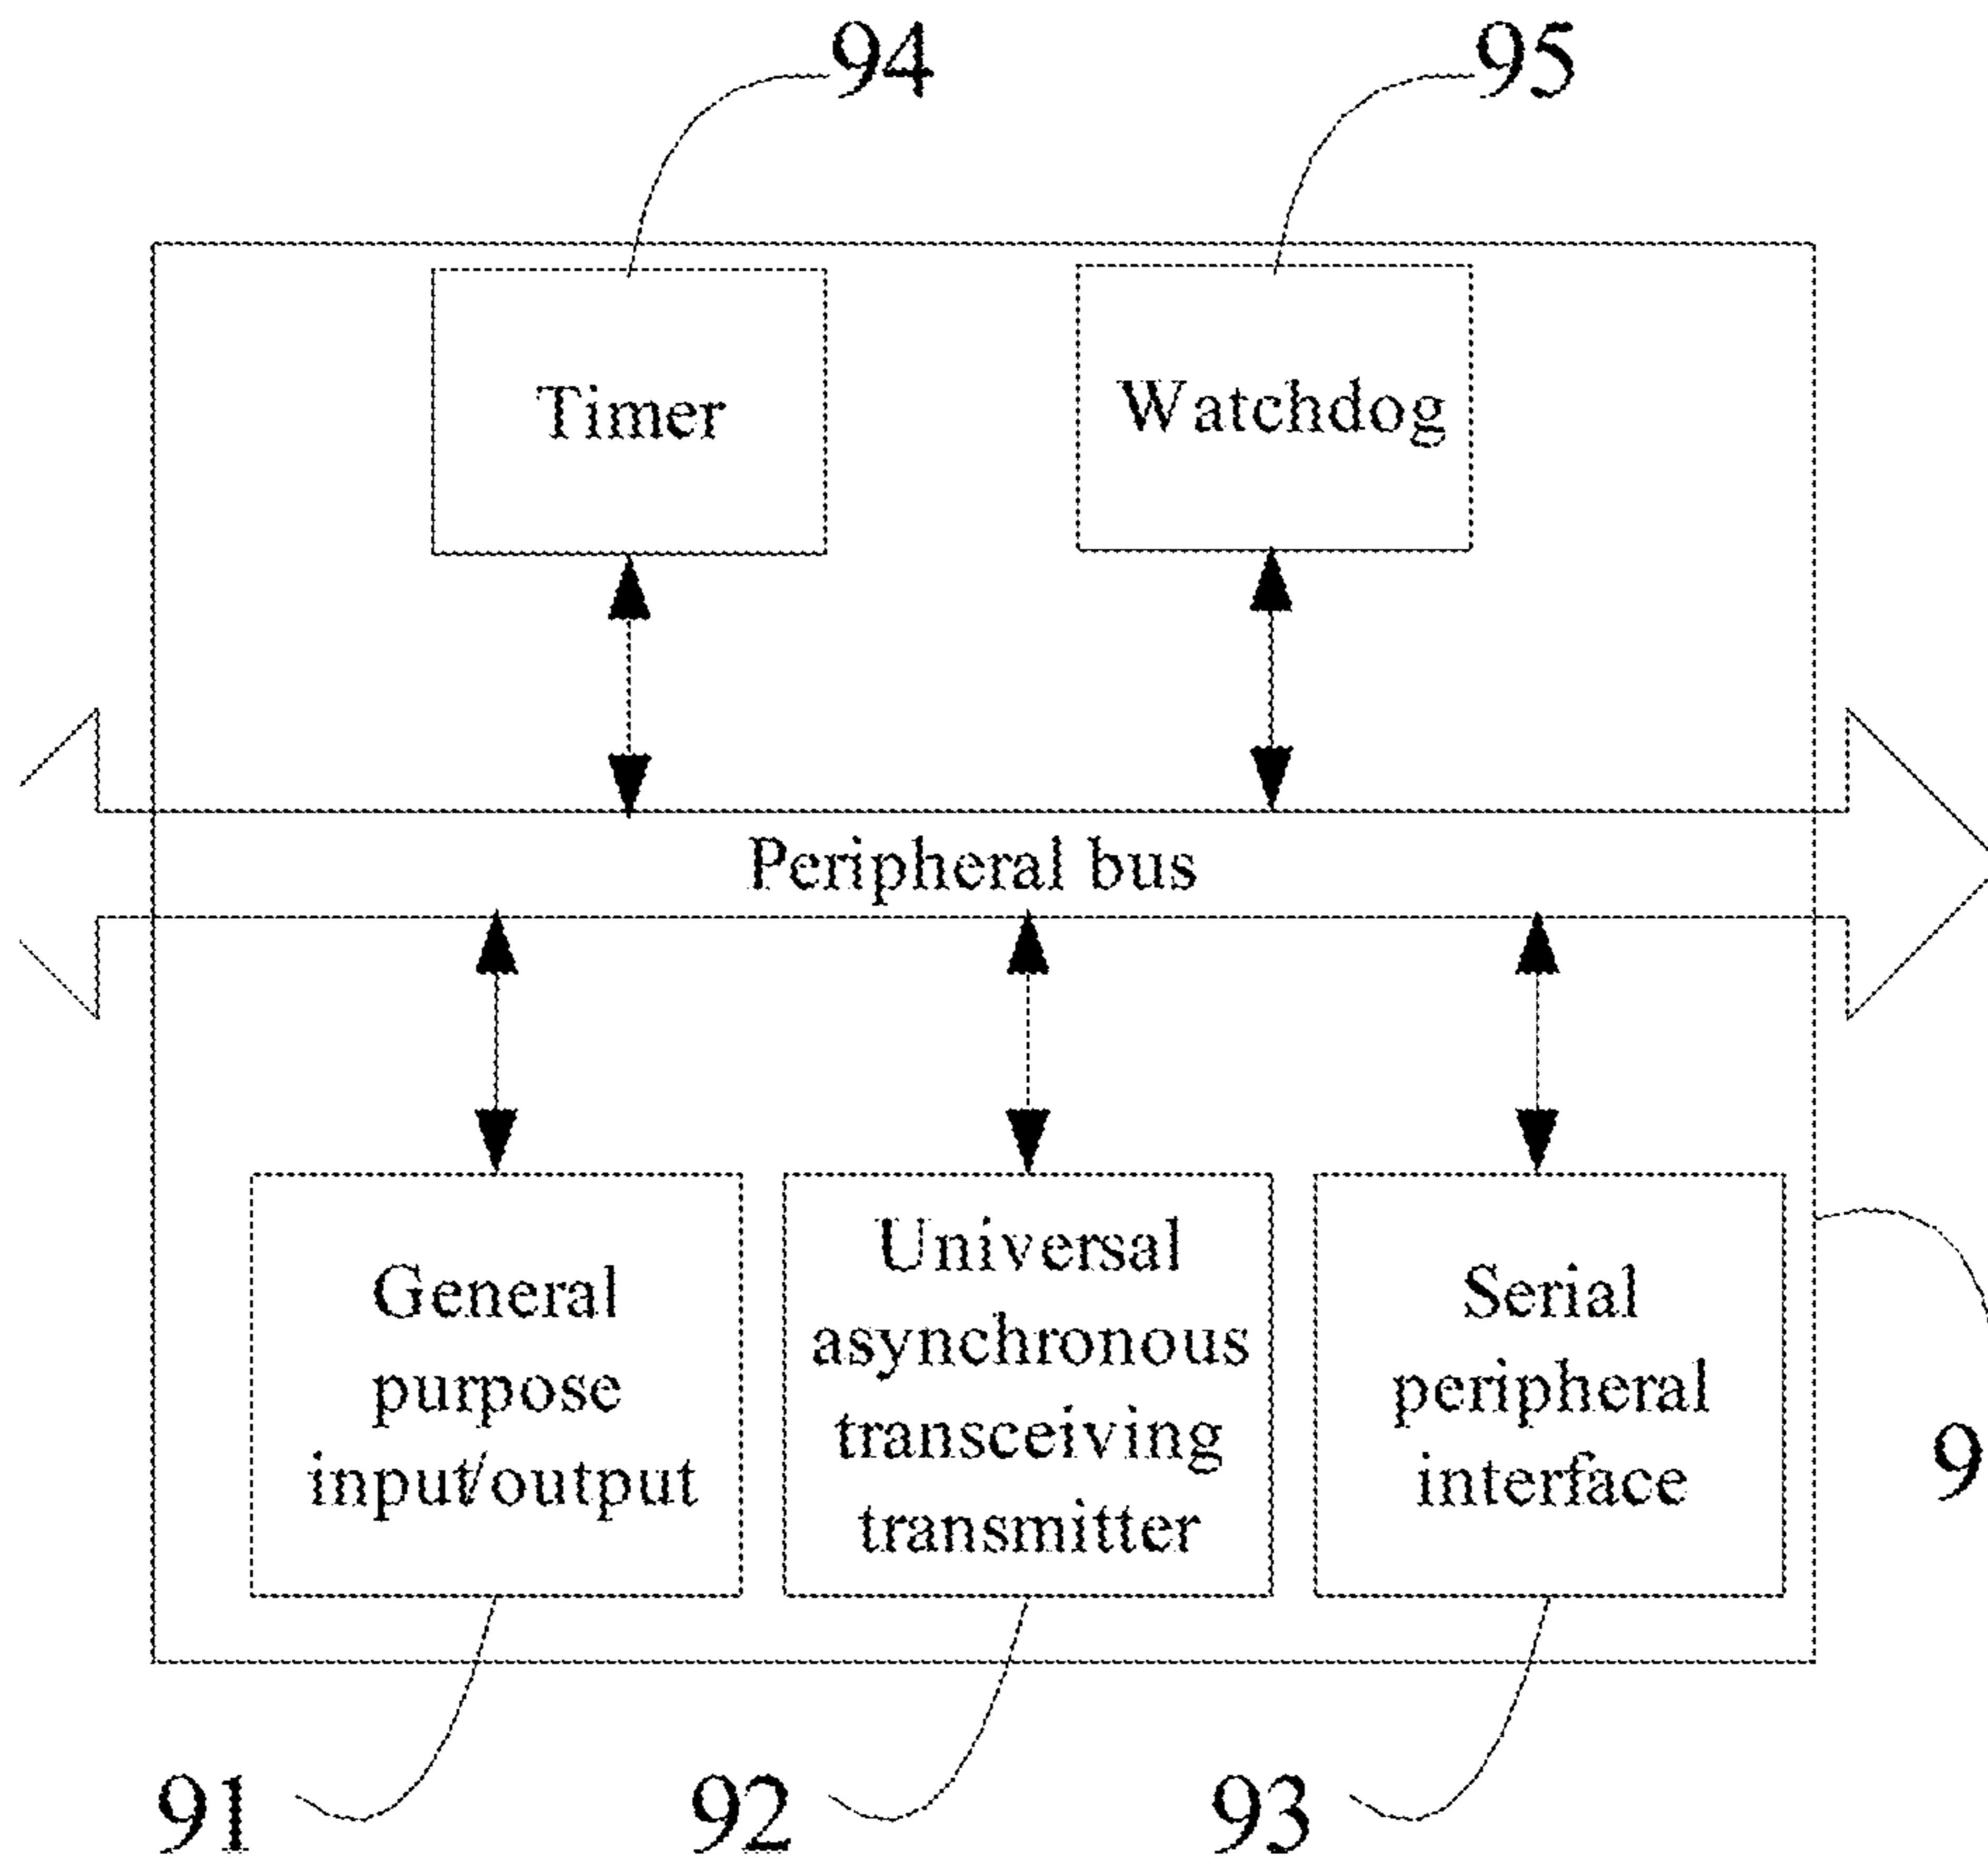 94
95
Timer
Watchdog
Peripheral bus
General
purpose
input/output
Universal
asynchronous
transceiving
transmitter
Serial
peripheral
interface
9
91
92
93